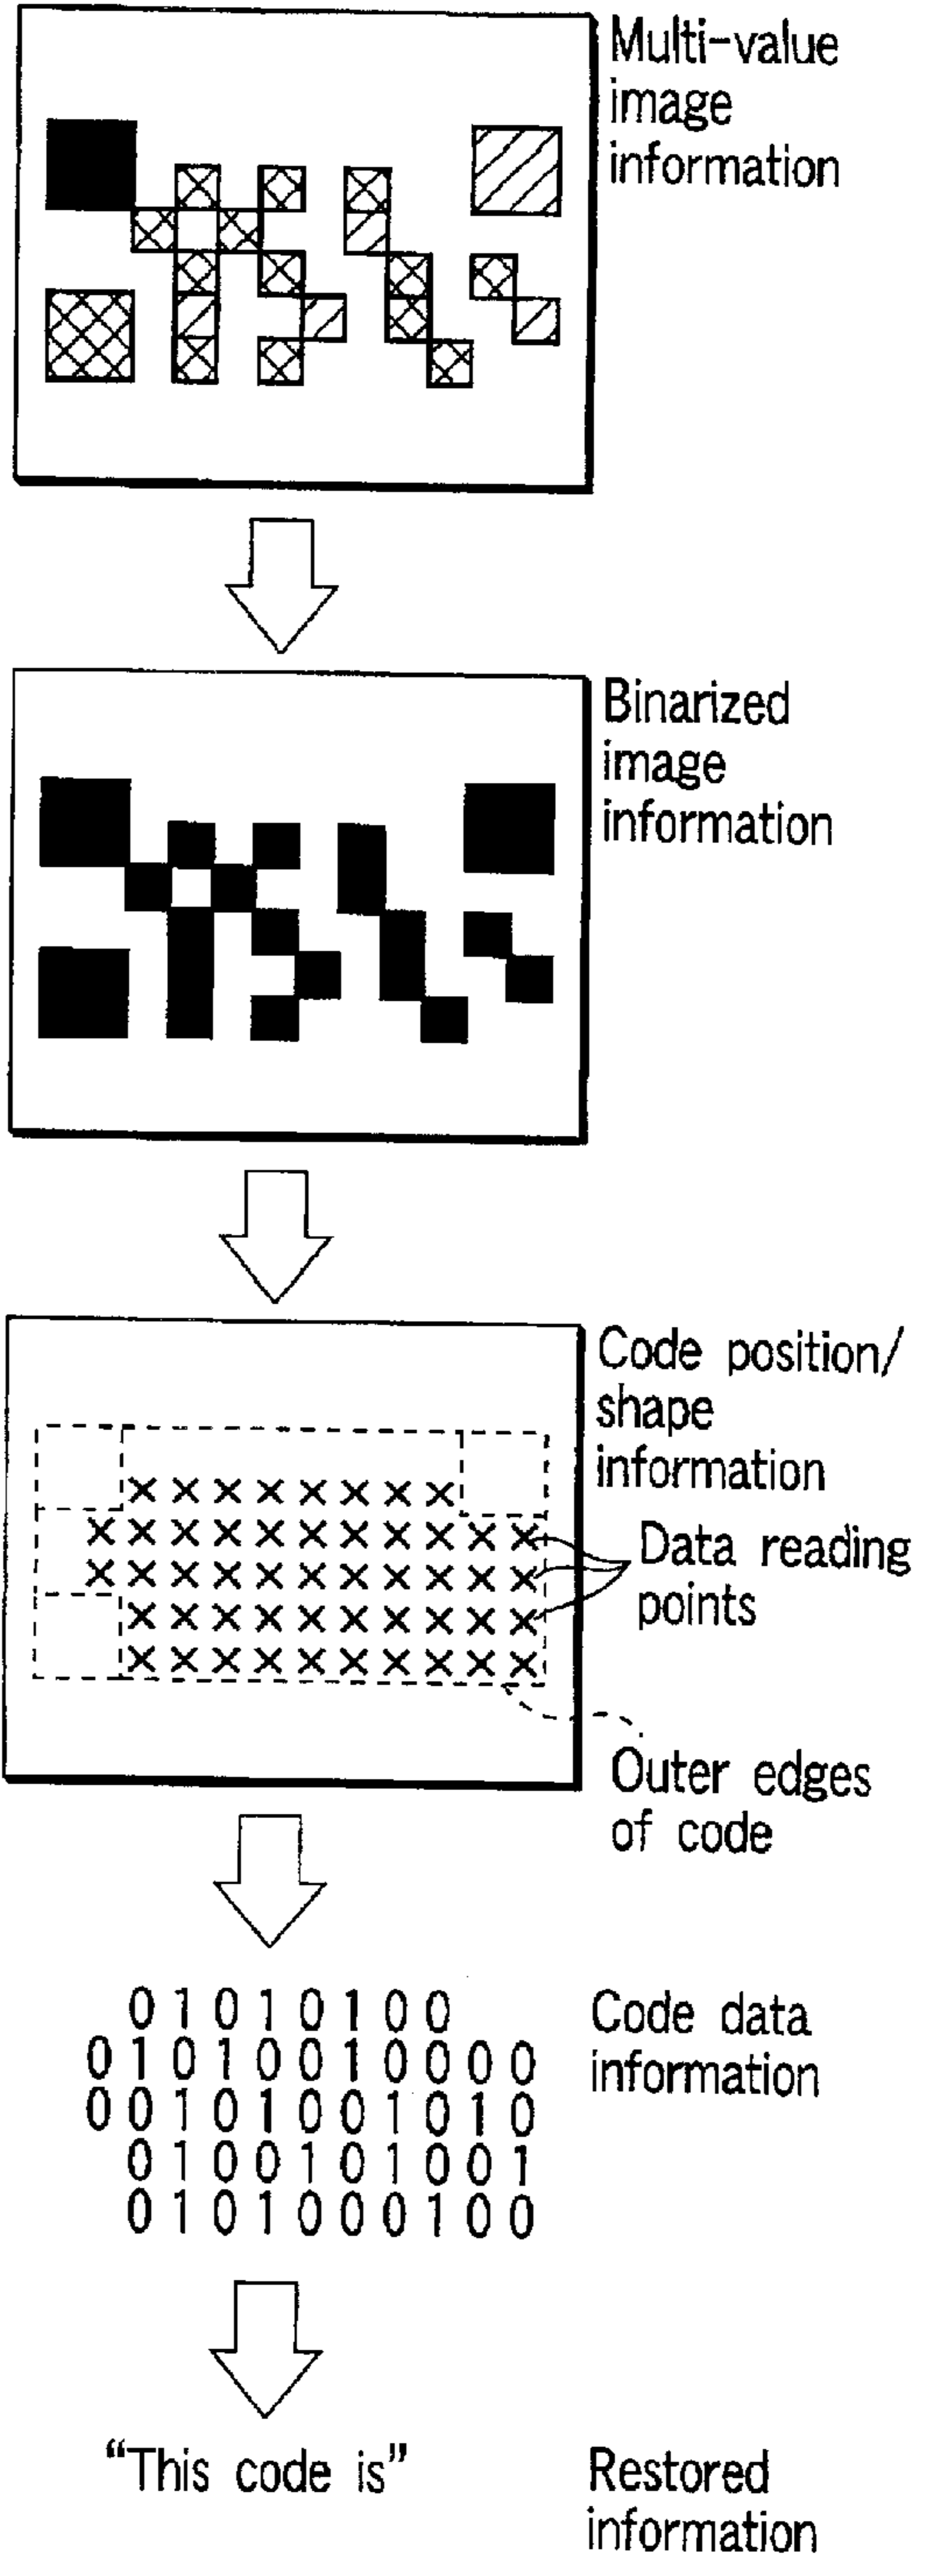 Multi-value
image
information
Binarized
image
information
Code position/
shape
information
Data reading
points
Outer edges
of code
0 1 0 1 0 1 0 0
0 1 0 1 0 0 1 0 0 0 0
0 0 1 0 1 0 0 1 0 1 0
0 1 0 0 1 0 1 0 0 1
0 1 0 1 0 0 0 1 0 0
Code data
information
“This code is”
Restored
information